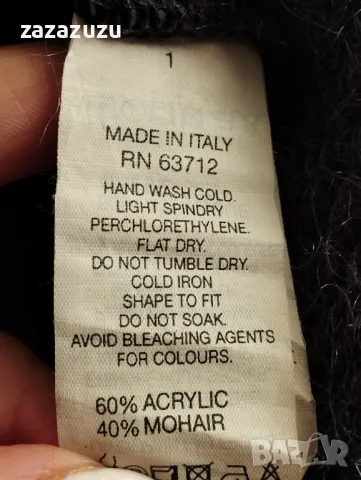 zazazuzu
1
MADE IN ITALY
RN 63712
HAND WASH COLD.
LIGHT SPINDRY
PERCHLORETHYLENE.
FLAT DRY.
DO NOT TUMBLE DRY.
COLD IRON
SHAPE TO FIT
DO NOT SOAK.
AVOID BLEACHING AGENTS
FOR COLOURS.
60% ACRYLIC
40% MOHAIR
BAZAR